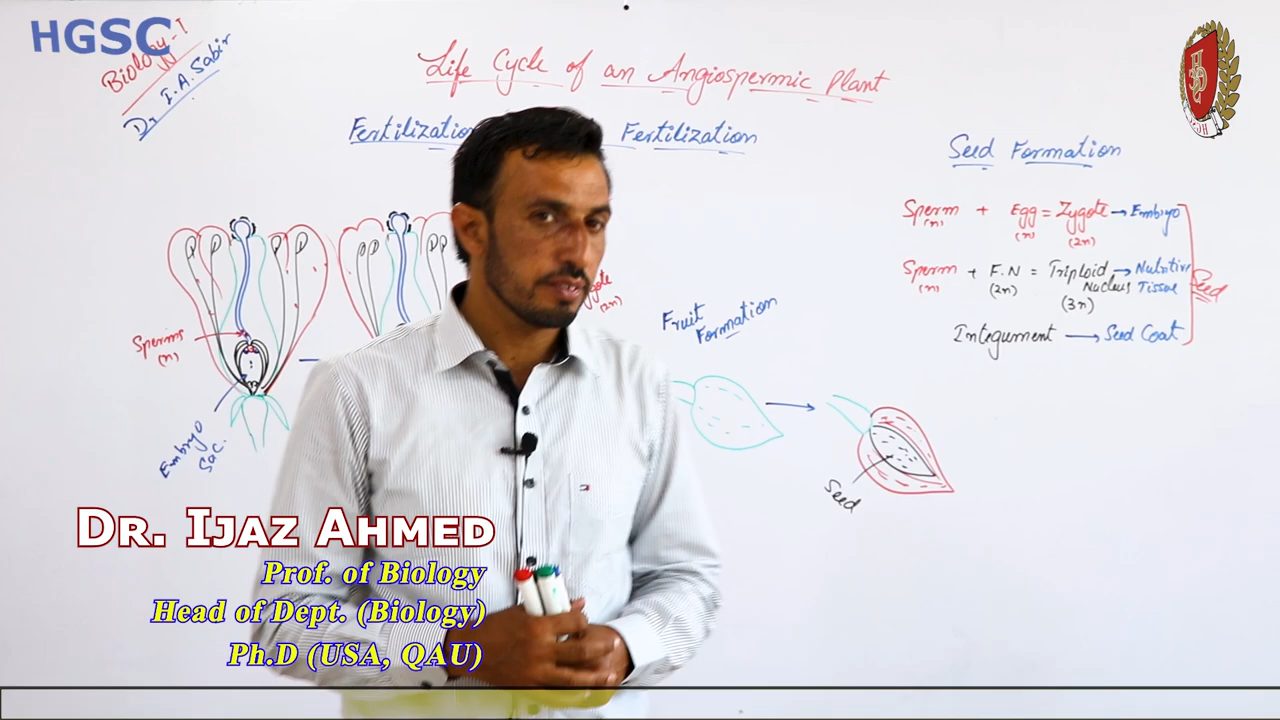 HGSC
Biology-I
Dr. I.A. Sabir
Life Cycle of an Angiospermic Plant
Fertilization
Fertilization
Seed Formation
Sperm + Egg = Zygote → Embryo
(n) (n) (2n)
Sperm + F.N = Triploid → Nutritive
Nucleus Tissue
(n) (2n) (3n)
Seed
Integument → Seed Coat
Sperms
(n)
(2n)
Fruit
Formation
Embryo
Sac.
Seed
DR. IJAZ AHMED
Prof. of Biology
Head of Dept. (Biology)
Ph.D (USA, QAU)